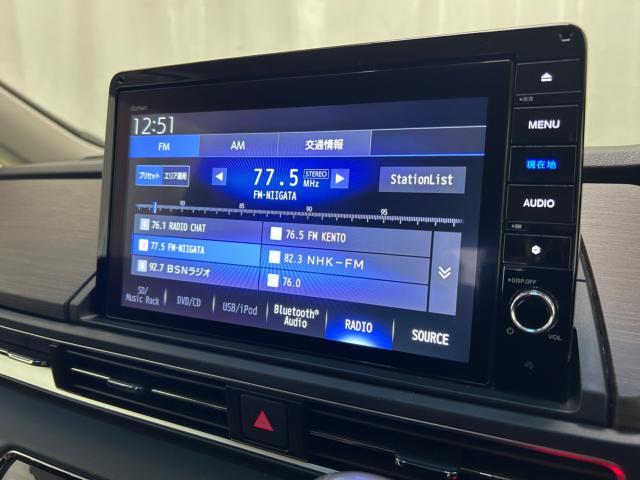 Gathers
12:51
FM AM 交通情報
プリセット エリア選局 77.5 MHz STEREO StationList
FM-NIIGATA
80 85 90 95
76.1 RADIO CHAT 76.5 FM KENTO
77.5 FM-NIIGATA 82.3 NHK-FM
92.7 BSNラジオ 76.0
SD/ Music Rack DVD/CD USB/iPod Bluetooth® Audio RADIO SOURCE
MENU
現在地
AUDIO
DISP.OFF
VOL